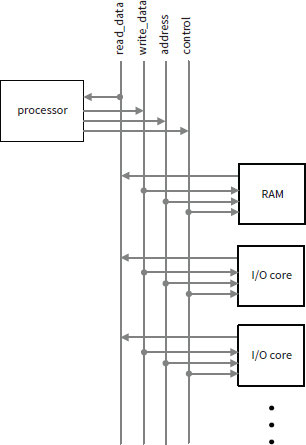 read_data
write_data
address
control
processor
RAM
I/O core
I/O core